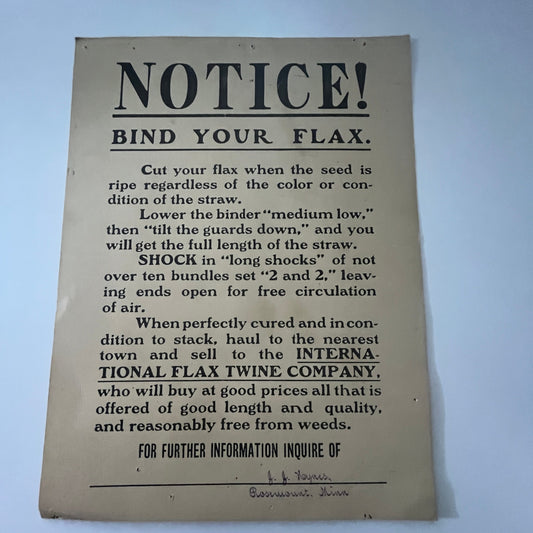 NOTICE!
BIND YOUR FLAX.
Cut your flax when the seed is
ripe regardless of the color or con-
dition of the straw.
Lower the binder "medium low,"
then "tilt the guards down," and you
will get the full length of the straw.
SHOCK in "long shocks" of not
over ten bundles set "2 and 2," leav-
ing ends open for free circulation
of air.
When perfectly cured and in con-
dition to stack, haul to the nearest
town and sell to the INTERNA-
TIONAL FLAX TWINE COMPANY,
who will buy at good prices all that is
offered of good length and quality,
and reasonably free from weeds.
FOR FURTHER INFORMATION INQUIRE OF
Rosemount, Minn